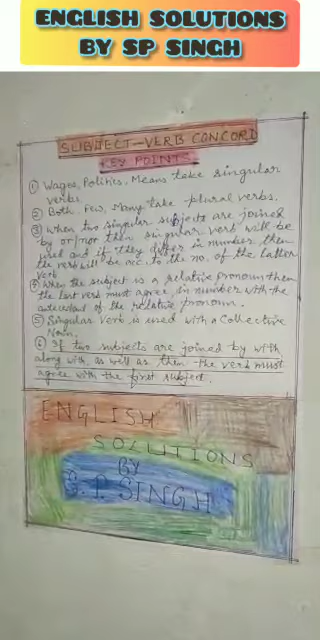 ENGLISH SOLUTIONS
BY SP SINGH
SUBJECT-VERB CONCORD
KEY POINTS
① Wages, Politics, Means take singular
verbs.
② Both, Few, Many take plural verbs.
③ When two singular subjects are joined
by or/not then singular verb will be
used and if they differ in number then
the verb will be acc. to the no. of the latter
verb
④ When the subject is a relative pronoun then
the verb must agree in number with the
antecedent of the relative pronoun.
⑤ Singular verb is used with a Collective
Noun.
⑥ If two subjects are joined by with
along with, as well as then the verb must
agree with the first subject.
ENGLISH
SOLUTIONS
BY
S. P. SINGH